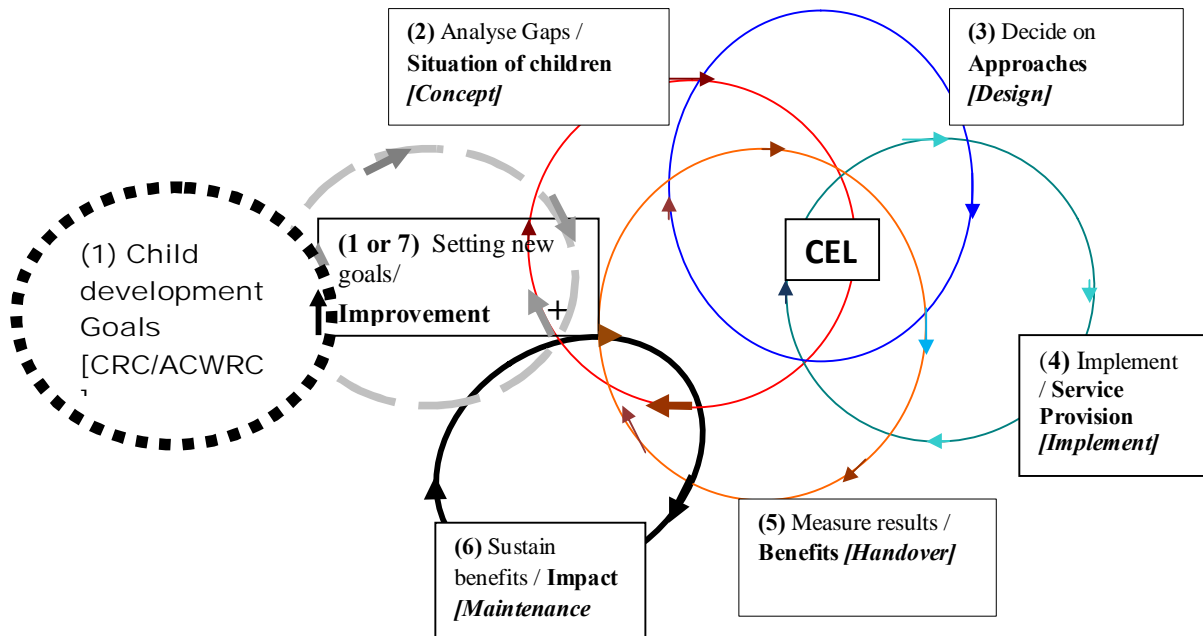 (1) Child
development
Goals
[CRC/ACWRC
]
(1 or 7) Setting new
goals/
Improvement +
(2) Analyse Gaps /
Situation of children
[Concept]
(3) Decide on
Approaches
[Design]
CEL
(4) Implement
/ Service
Provision
[Implement]
(5) Measure results /
Benefits [Handover]
(6) Sustain
benefits / Impact
[Maintenance